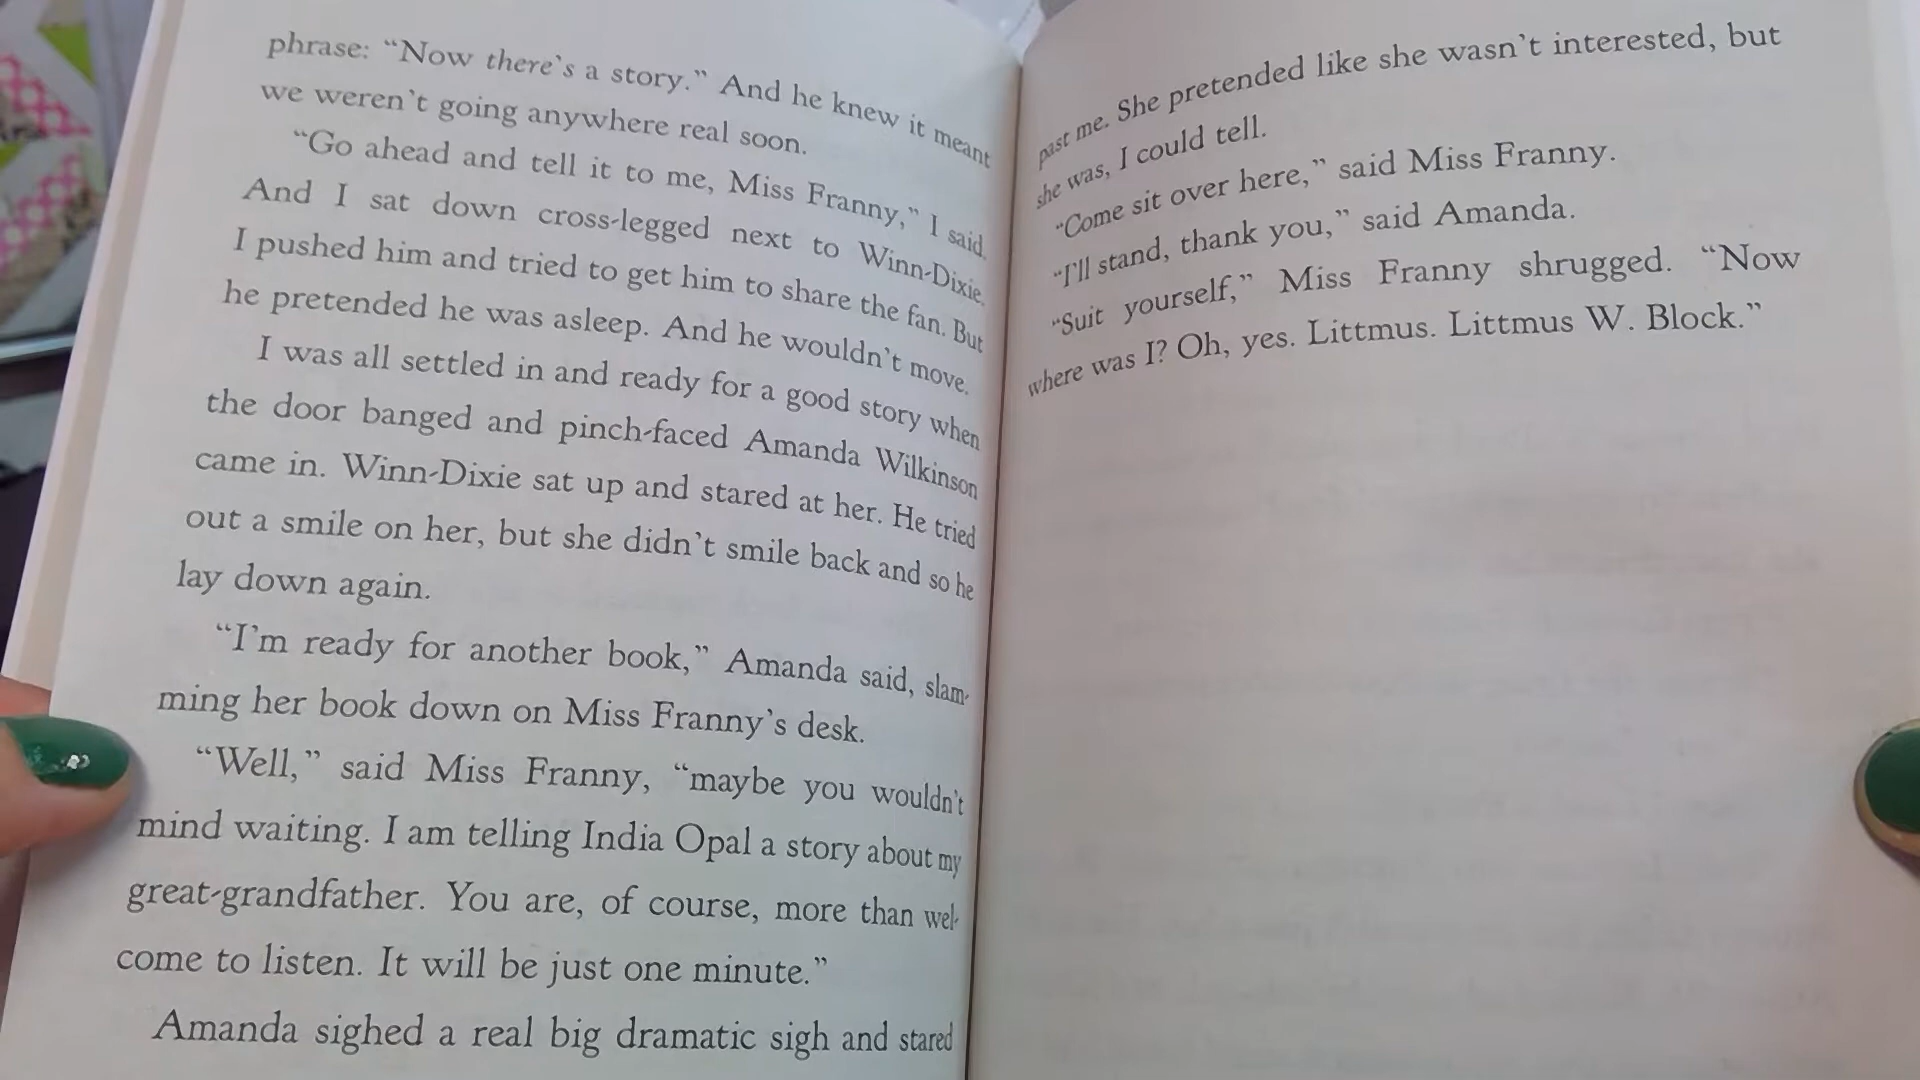 phrase: “Now there’s a story.” And he knew it meant
we weren’t going anywhere real soon.
“Go ahead and tell it to me, Miss Franny,” I said.
And I sat down cross-legged next to Winn-Dixie.
I pushed him and tried to get him to share the fan. But
he pretended he was asleep. And he wouldn’t move.
I was all settled in and ready for a good story when
the door banged and pinch-faced Amanda Wilkinson
came in. Winn-Dixie sat up and stared at her. He tried
out a smile on her, but she didn’t smile back and so he
lay down again.
“I’m ready for another book,” Amanda said, slam-
ming her book down on Miss Franny’s desk.
“Well,” said Miss Franny, “maybe you wouldn’t
mind waiting. I am telling India Opal a story about my
great-grandfather. You are, of course, more than wel-
come to listen. It will be just one minute.”
Amanda sighed a real big dramatic sigh and stared
past me. She pretended like she wasn’t interested, but
she was, I could tell.
“Come sit over here,” said Miss Franny.
“I’ll stand, thank you,” said Amanda.
“Suit yourself,” Miss Franny shrugged. “Now
where was I? Oh, yes. Littmus. Littmus W. Block.”